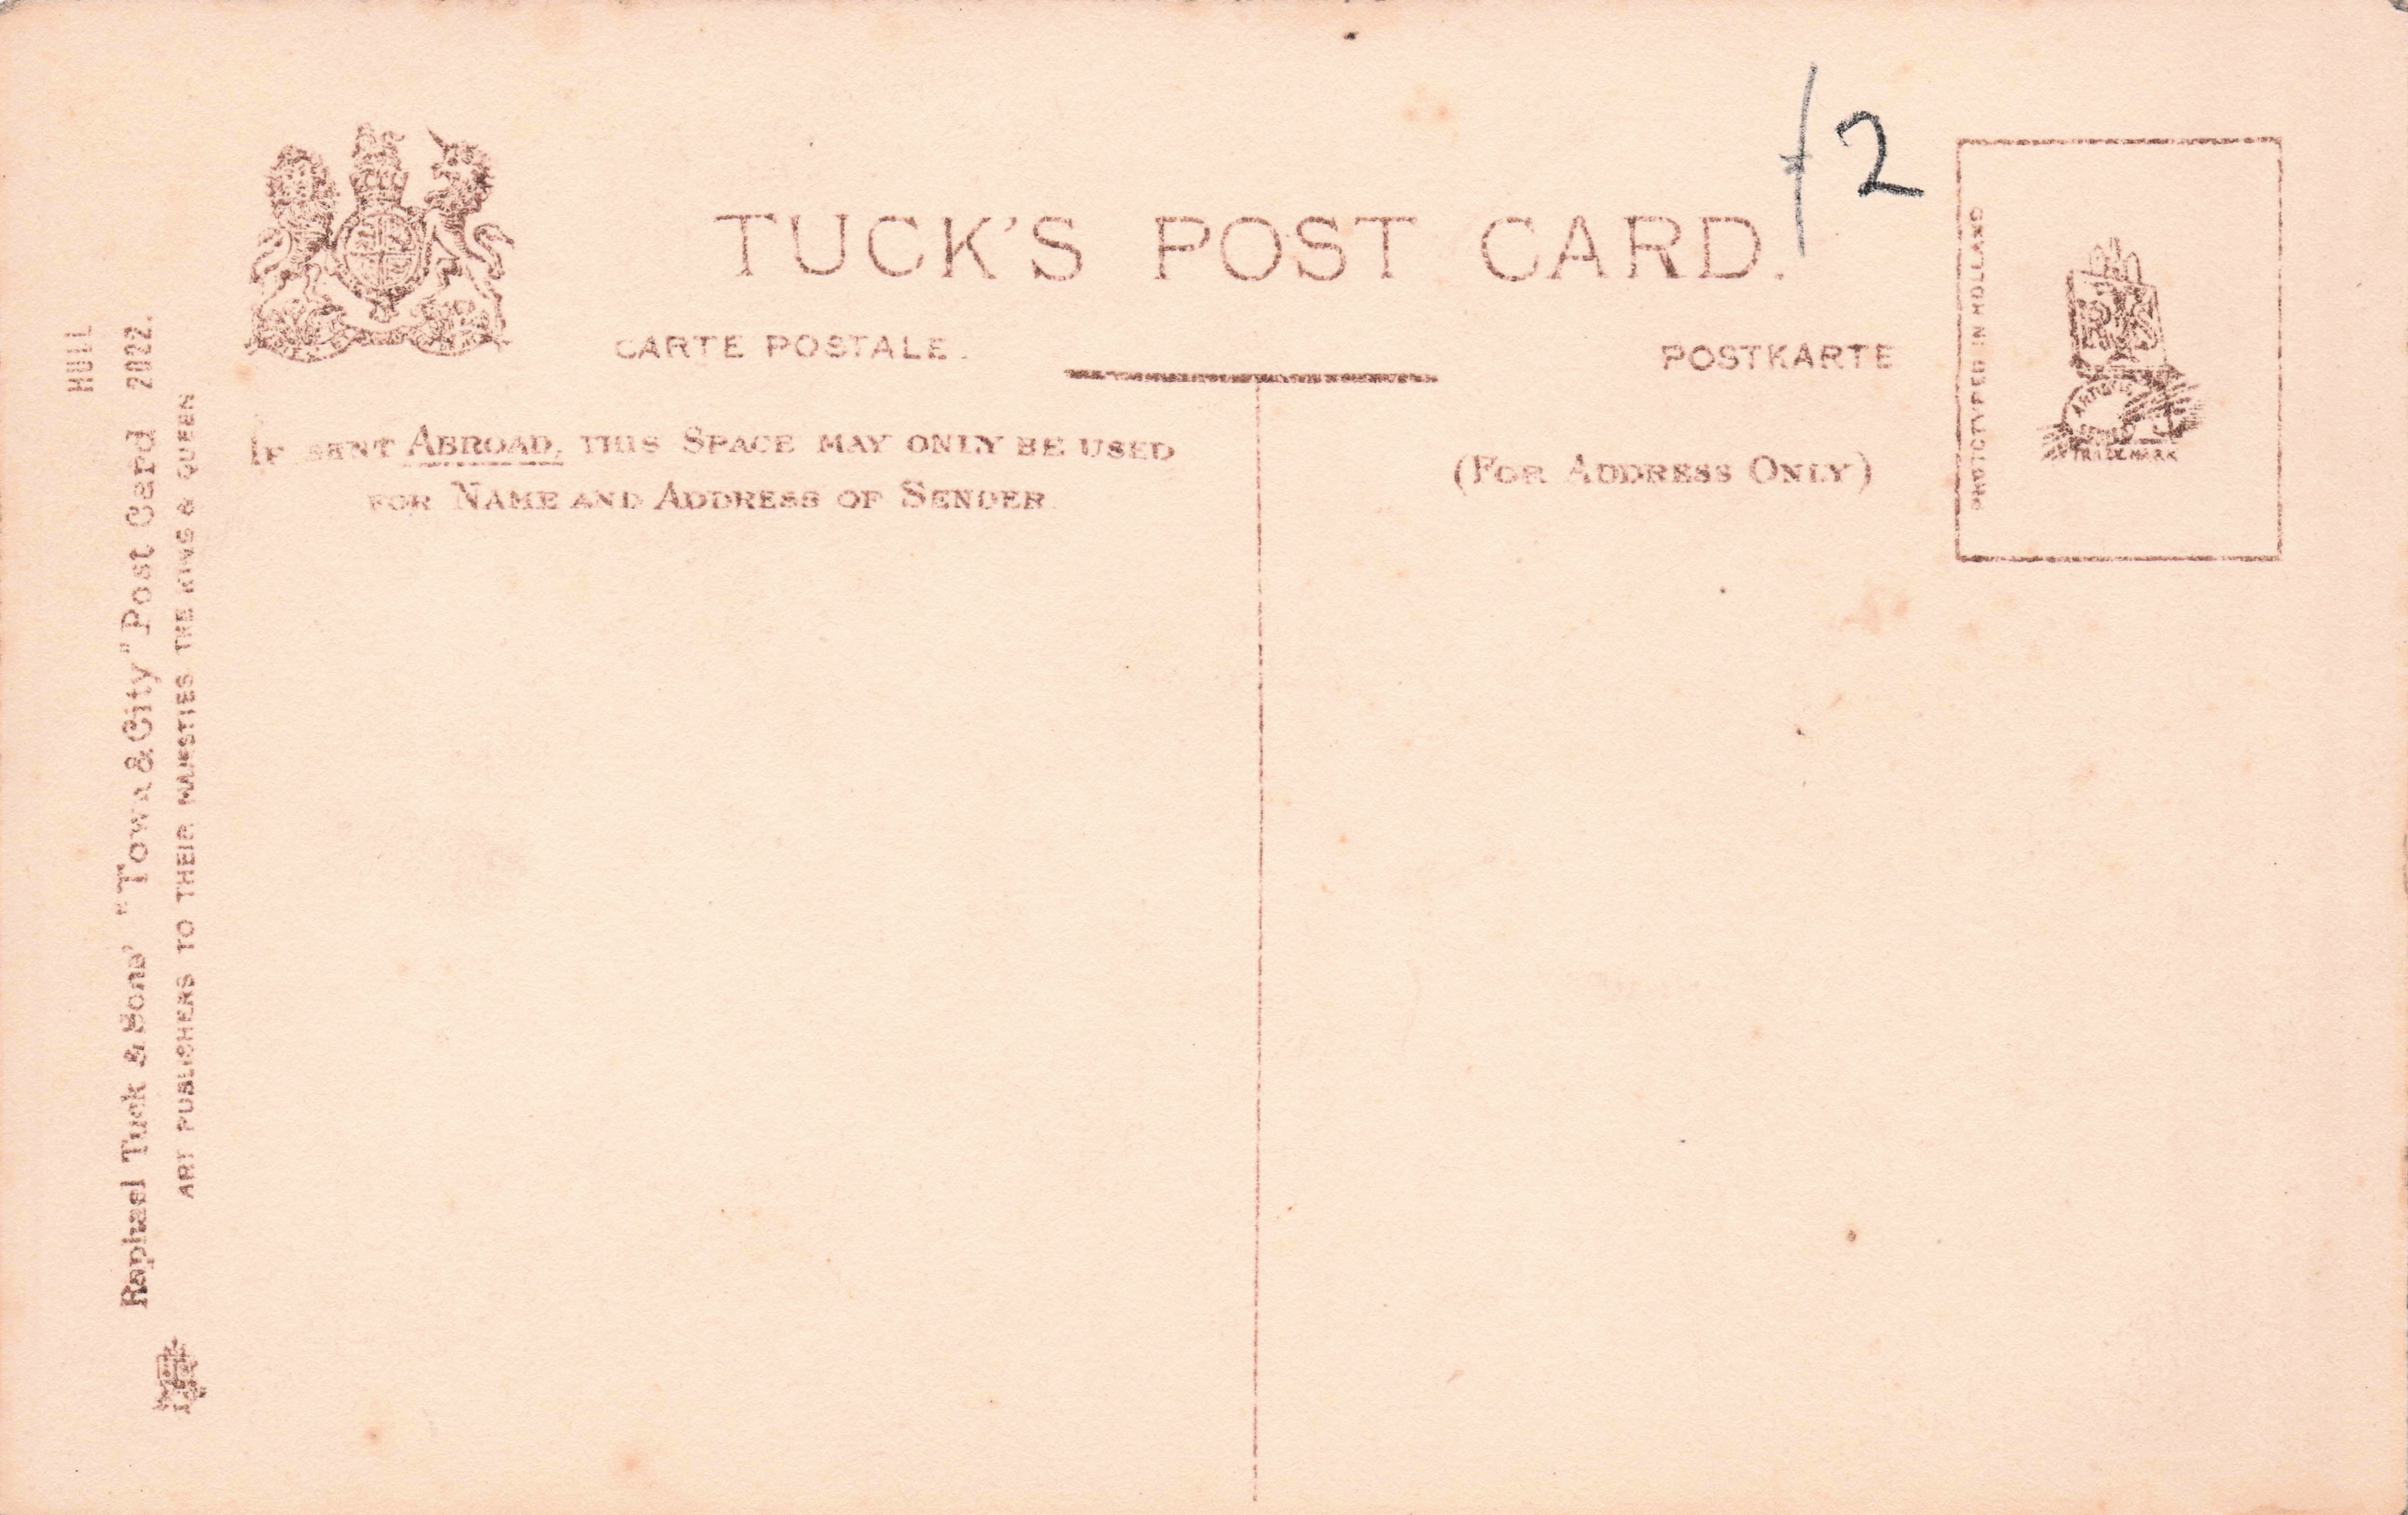 TUCK'S POST CARD.
CARTE POSTALE.
POSTKARTE
IF SENT ABROAD, THIS SPACE MAY ONLY BE USED
FOR NAME AND ADDRESS OF SENDER.
(FOR ADDRESS ONLY)
PHOTOTYPED IN HOLLAND
TRADE MARK
HULL
Raphael Tuck & Sons' "Town & City" Post Card 2022.
ART PUBLISHERS TO THEIR MAJESTIES THE KING & QUEEN
2